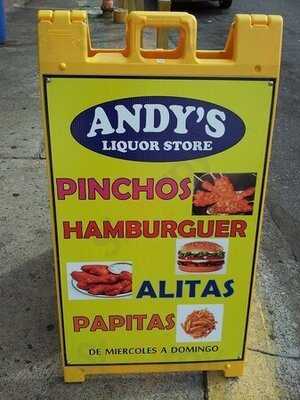 ANDY'S
LIQUOR STORE
PINCHOS
HAMBURGUER
ALITAS
PAPITAS
DE MIERCOLES A DOMINGO